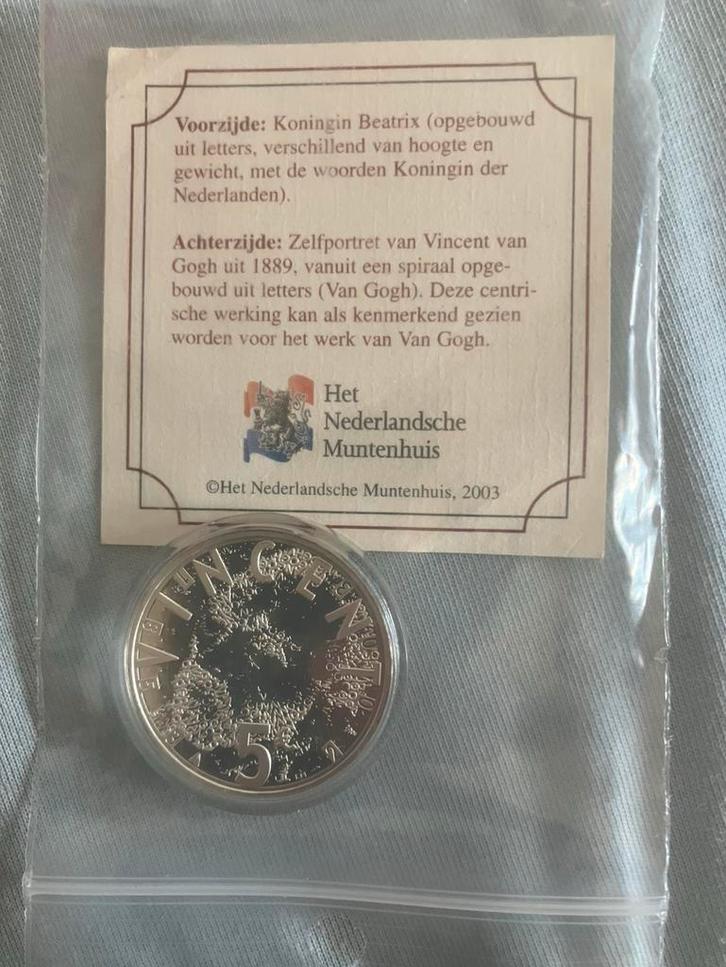 Voorzijde: Koningin Beatrix (opgebouwd
uit letters, verschillend van hoogte en
gewicht, met de woorden Koningin der
Nederlanden).
Achterzijde: Zelfportret van Vincent van
Gogh uit 1889, vanuit een spiraal opge-
bouwd uit letters (Van Gogh). Deze centri-
sche werking kan als kenmerkend gezien
worden voor het werk van Van Gogh.
Het
Nederlandsche
Muntenhuis
©Het Nederlandsche Muntenhuis, 2003
VINCENT
5